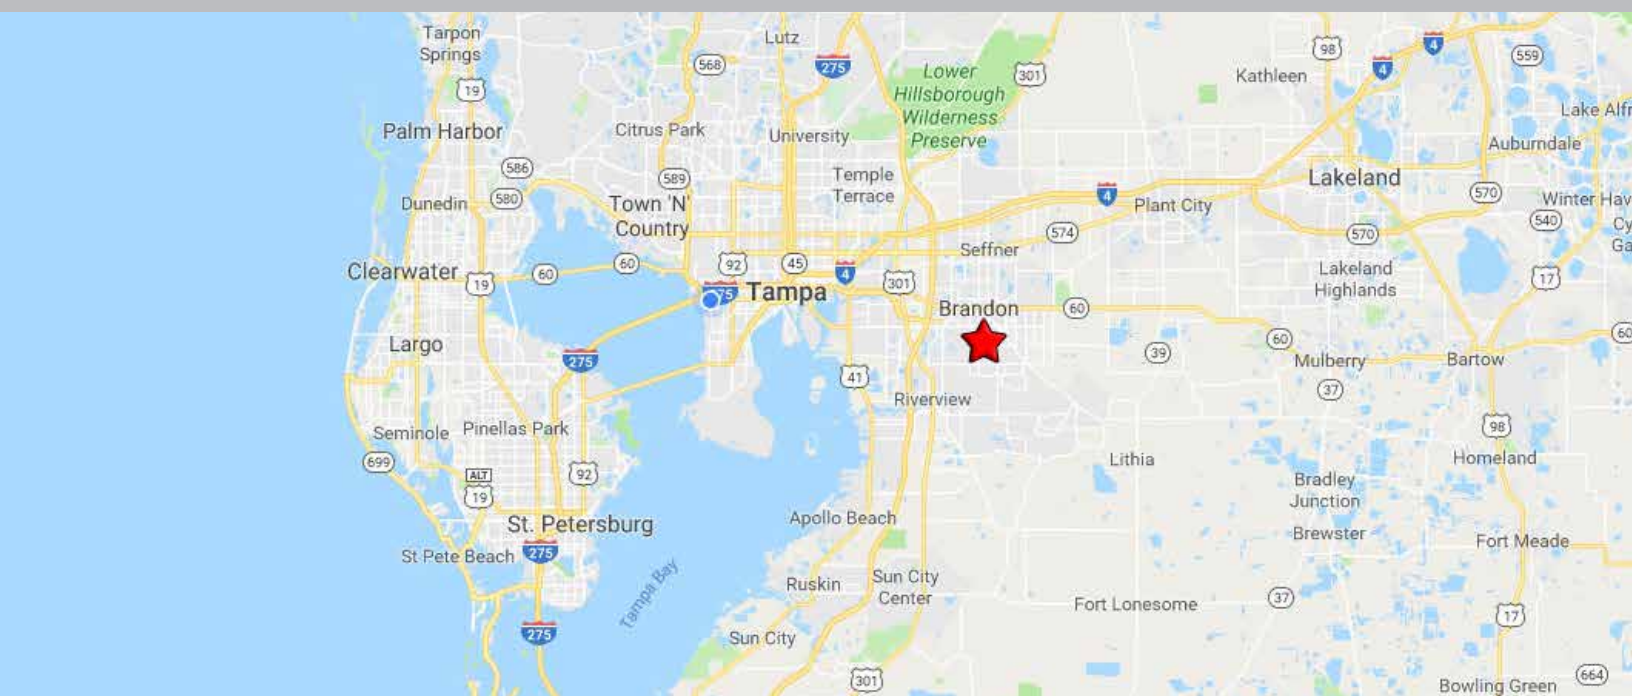 Tarpon
Springs
Lutz
568
275
Lower
Hillsborough
Wilderness
Preserve
301
98
4
4
559
Kathleen
19
Lake Alfr
Palm Harbor
Citrus Park
University
Auburndale
586
589
Temple
Terrace
4
Lakeland
570
580
Dunedin
Town 'N'
Country
Plant City
Winter Hav
540
574
570
Cy
Ga
Seffner
Clearwater
19
60
60
92
45
4
301
Lakeland
Highlands
17
75
Tampa
Brandon
60
60
60
Largo
275
39
Mulberry
Bartow
41
37
Riverview
Seminole
Pinellas Park
98
699
Lithia
Homeland
ALT
19
92
Bradley
Junction
St. Petersburg
Apollo Beach
Brewster
Fort Meade
St Pete Beach
275
Tampa Bay
Ruskin
Sun City
Center
Fort Lonesome
37
17
275
Sun City
301
664
Bowling Green